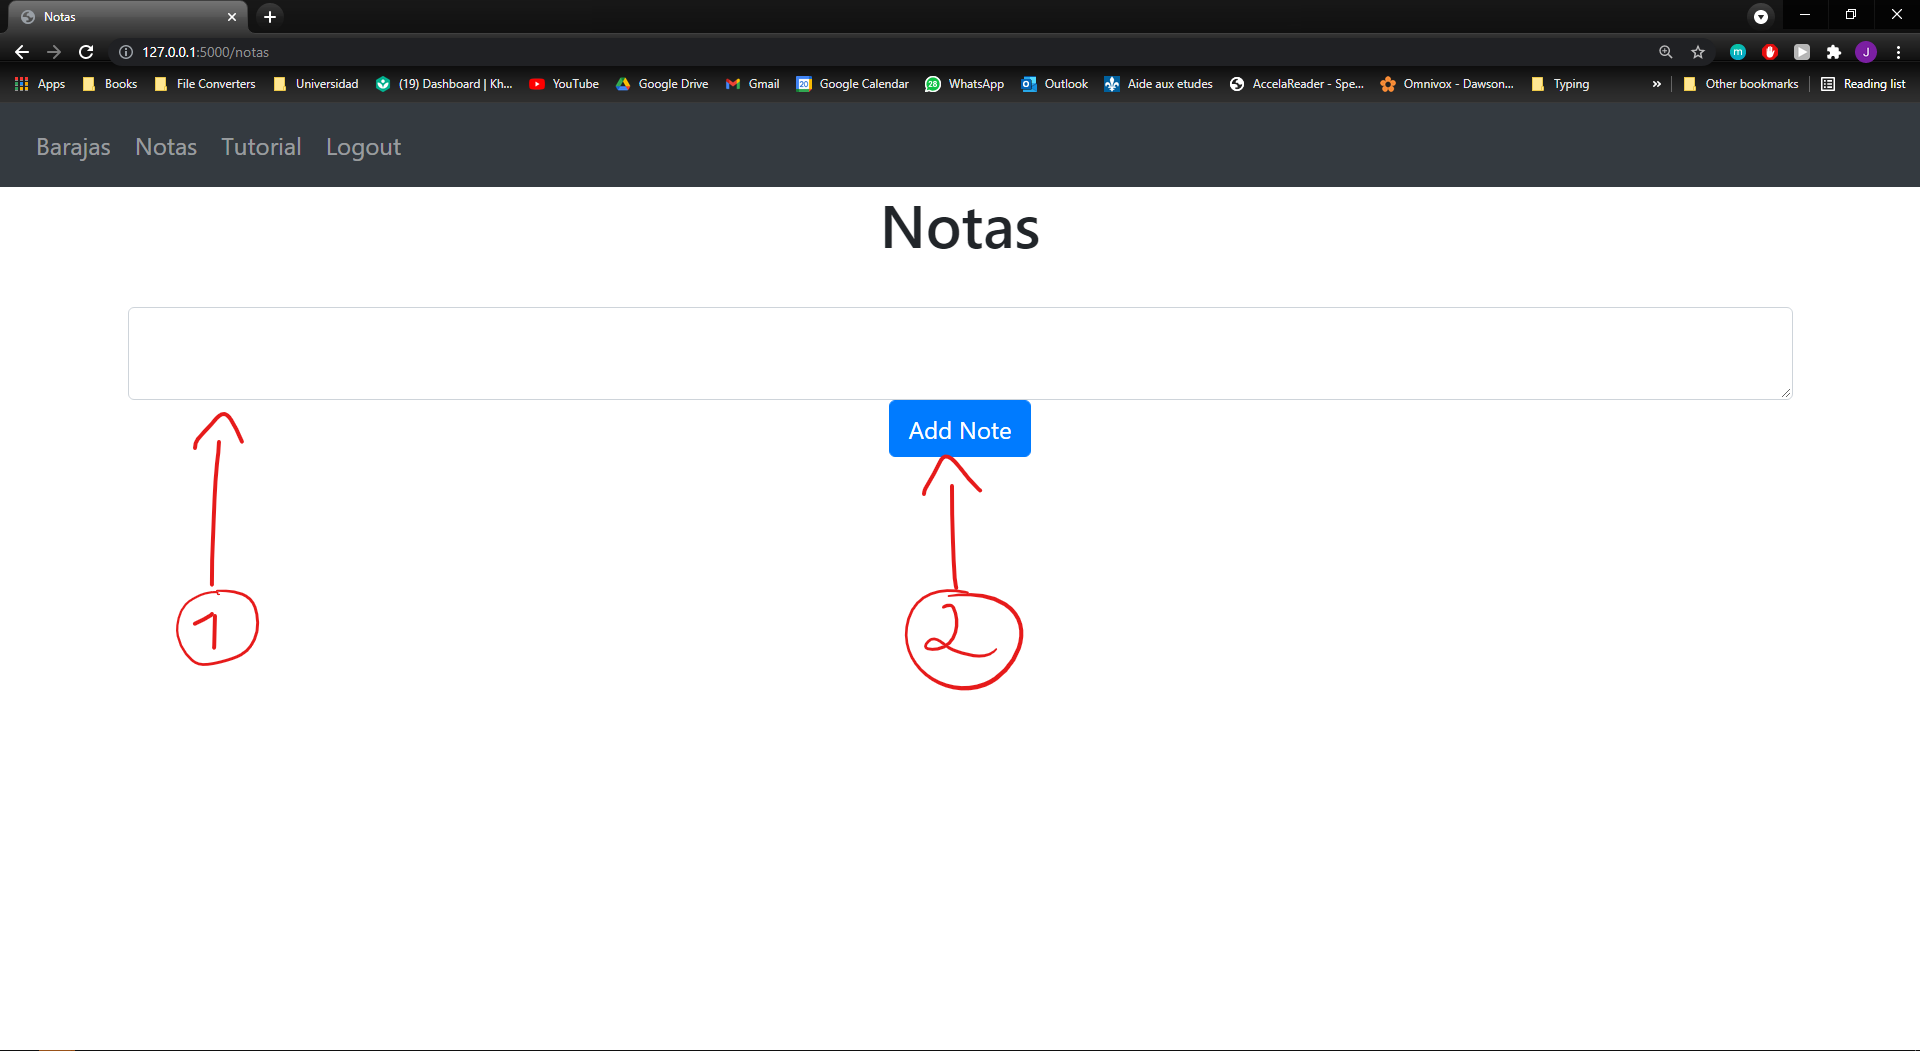 Notas
127.0.0.1:5000/notas
Apps Books File Converters Universidad (19) Dashboard | Kh... YouTube Google Drive Gmail 20 Google Calendar 28 WhatsApp Outlook Aide aux etudes AccelaReader - Spe... Omnivox - Dawson... Typing » Other bookmarks Reading list
Barajas Notas Tutorial Logout
Notas
Add Note
1
2